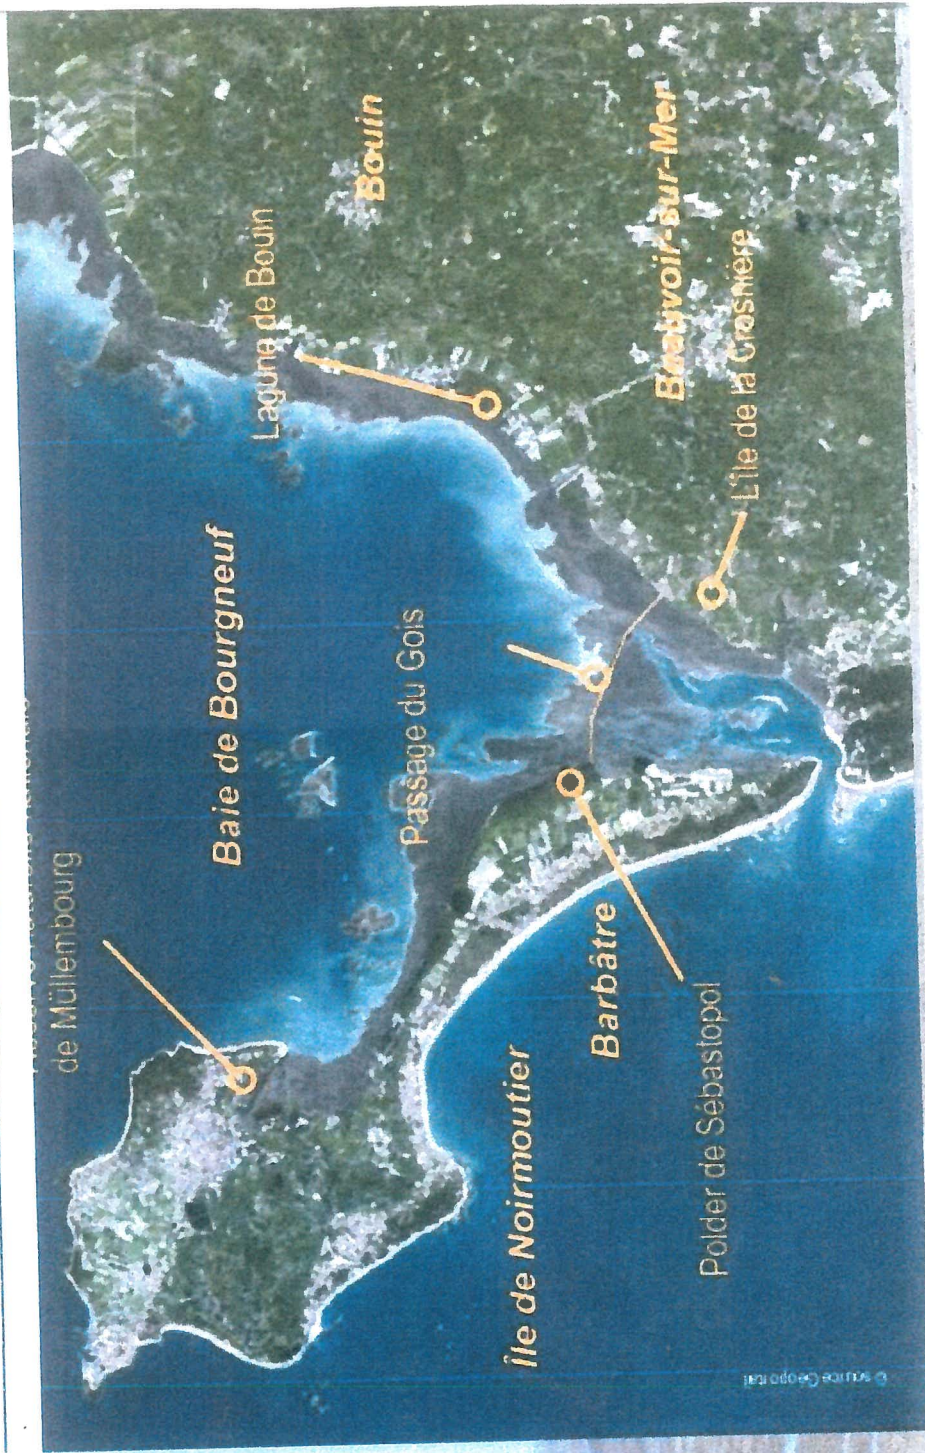 de Müllembourg
Baie de Bourgneuf
Lagune de Bouin
Bouin
Passage du Gois
Beauvoir-sur-Mer
L'île de la Crosnière
Île de Noirmoutier
Barbâtre
Polder de Sébastopol
© source Géoportail